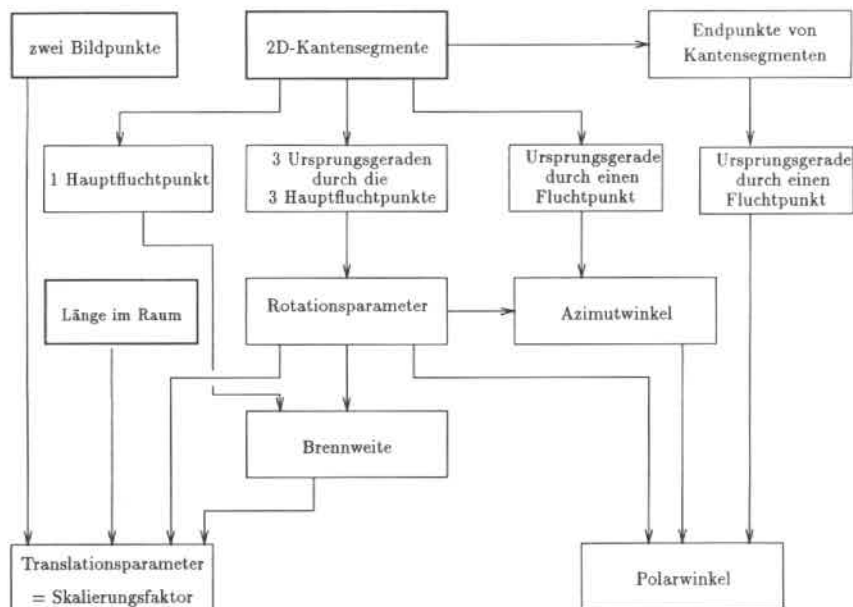 zwei Bildpunkte
2D-Kantensegmente
Endpunkte von
Kantensegmenten
1 Hauptfluchtpunkt
3 Ursprungsgeraden
durch die
3 Hauptfluchtpunkte
Ursprungsgerade
durch einen
Fluchtpunkt
Ursprungsgerade
durch einen
Fluchtpunkt
Länge im Raum
Rotationsparameter
Azimutwinkel
Brennweite
Translationsparameter
= Skalierungsfaktor
Polarwinkel